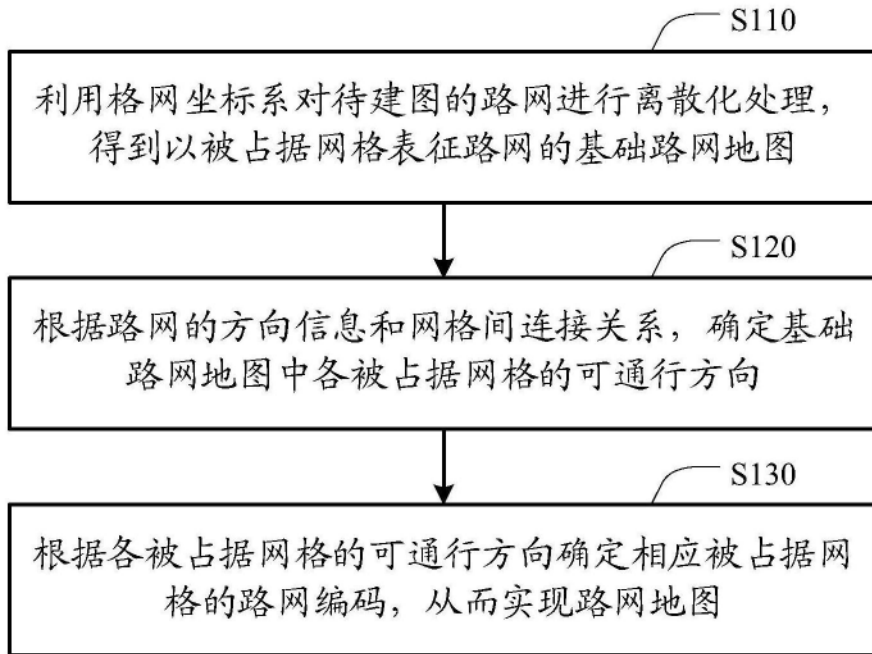 S110
利用格网坐标系对待建图的路网进行离散化处理，
得到以被占据网格表征路网的基础路网地图
S120
根据路网的方向信息和网格间连接关系，确定基础
路网地图中各被占据网格的可通行方向
S130
根据各被占据网格的可通行方向确定相应被占据网
格的路网编码，从而实现路网地图